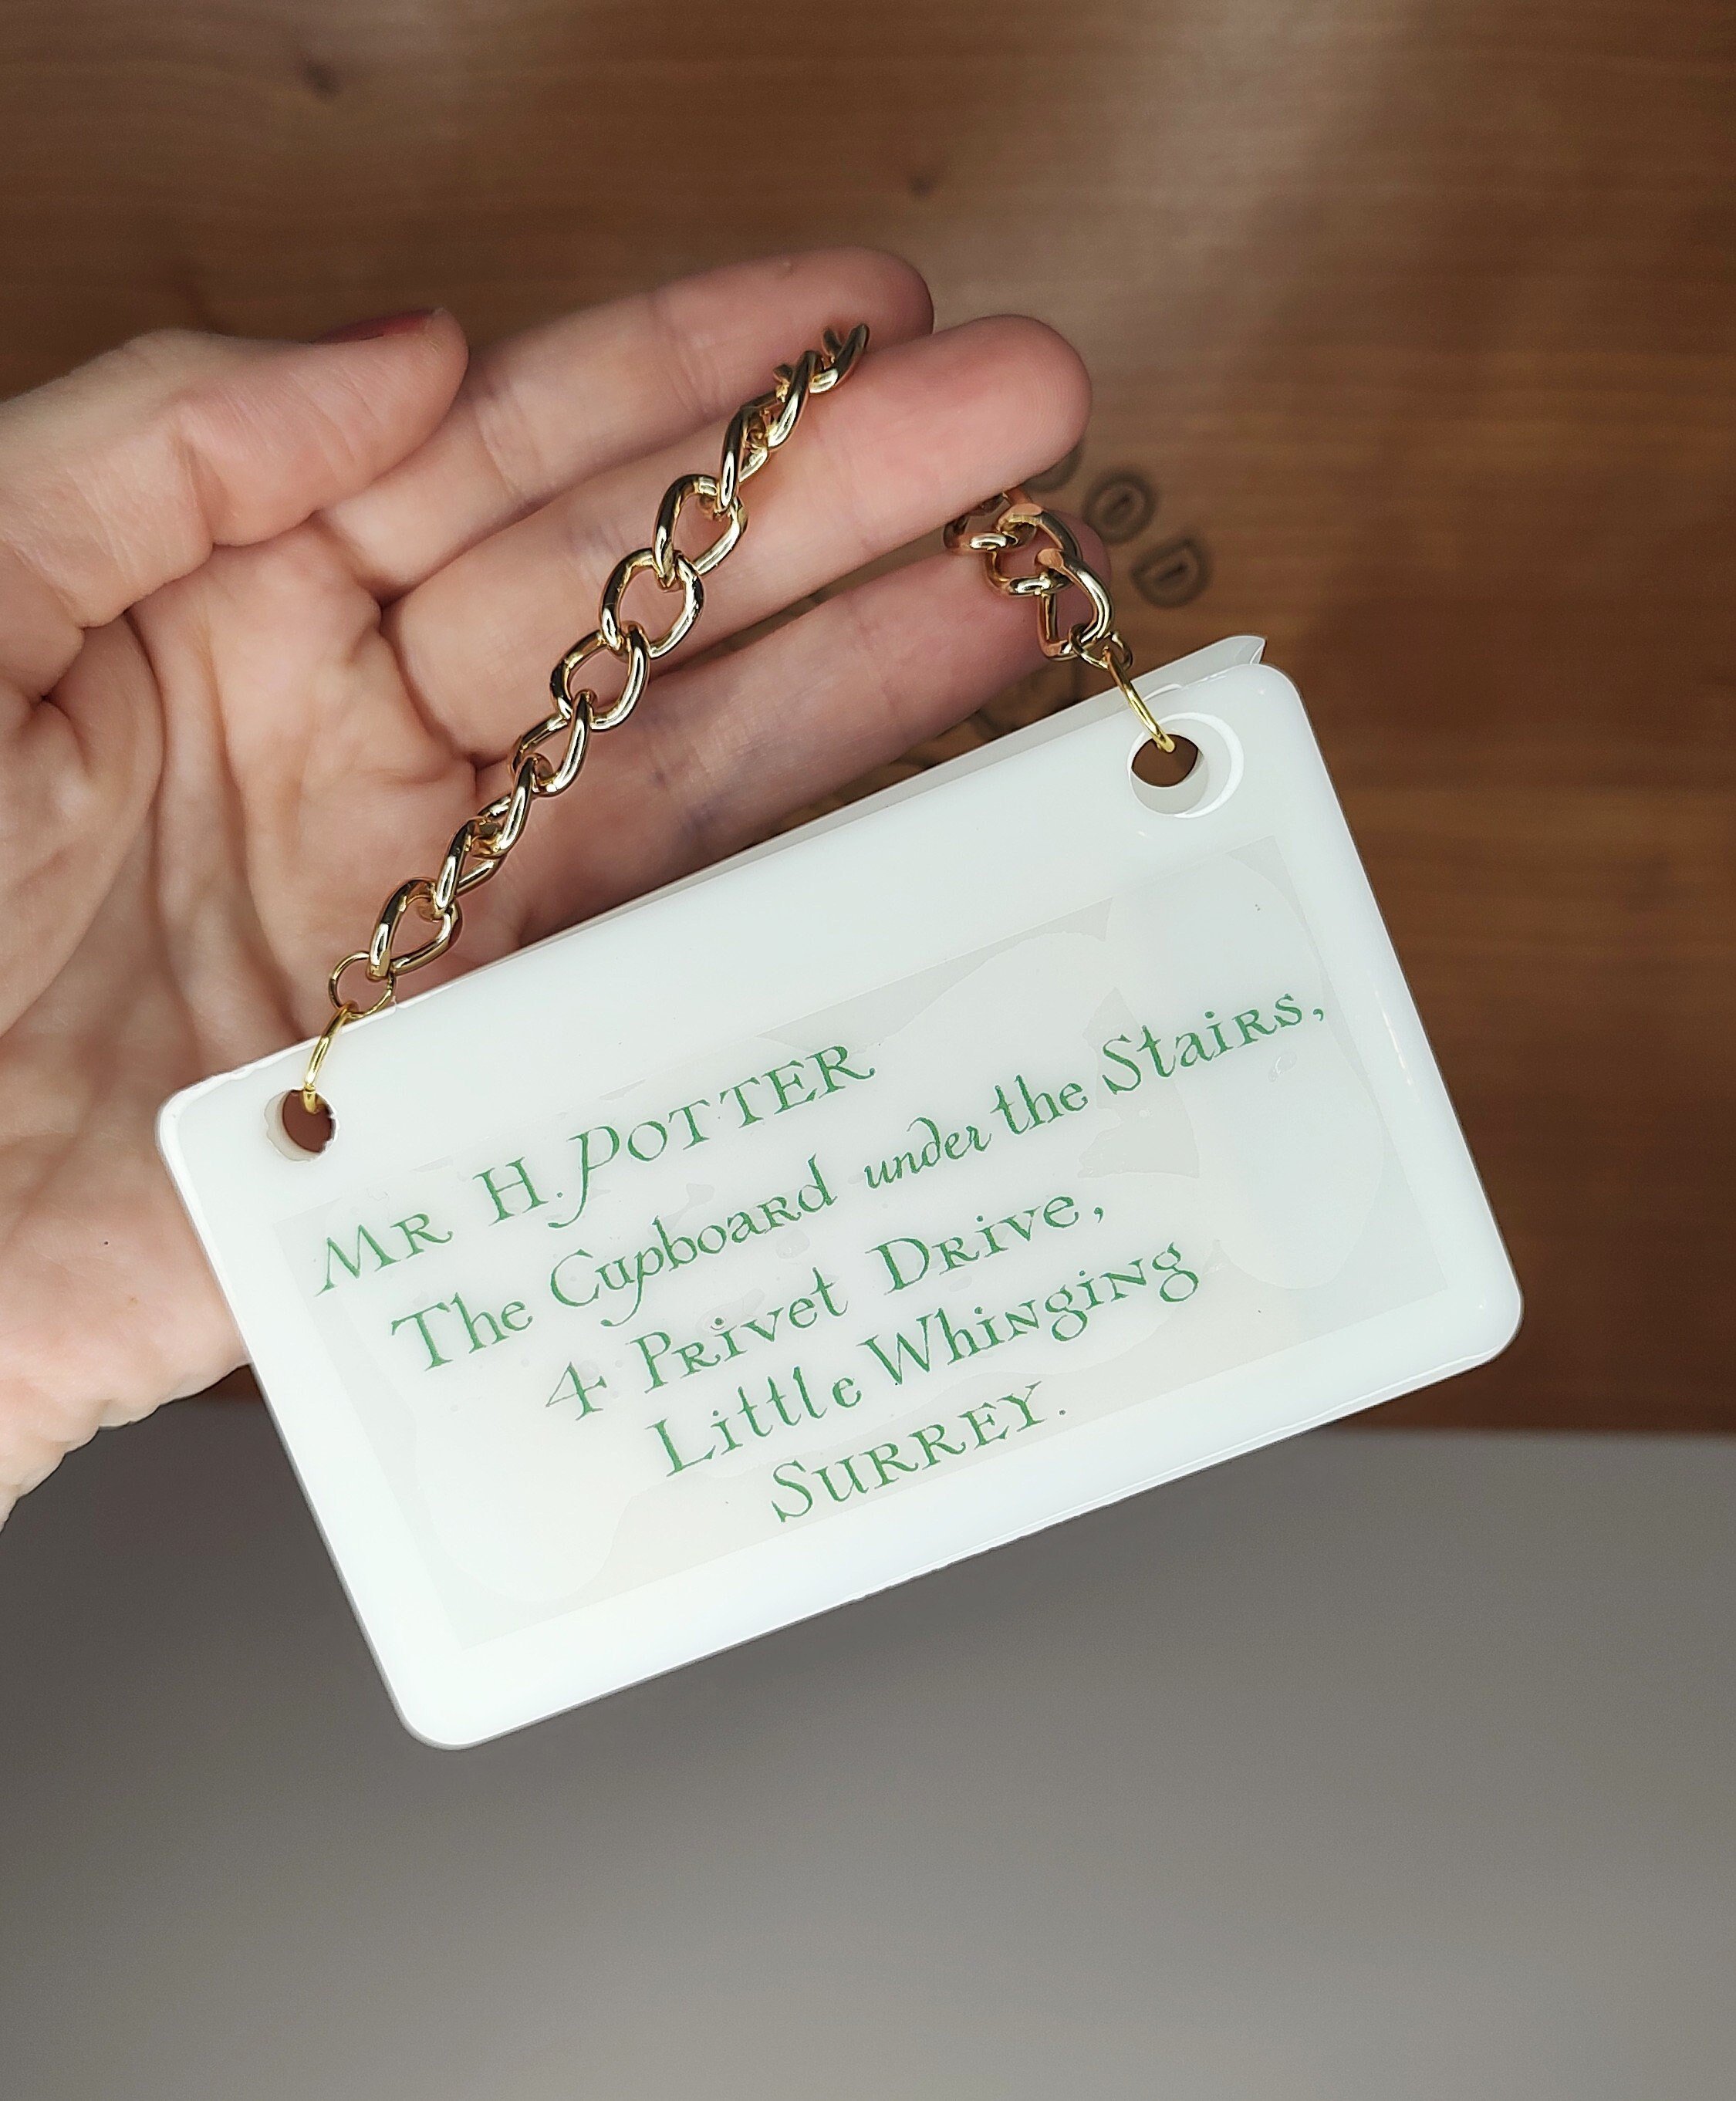 Mr H. Potter
The Cupboard under the Stairs,
4 Privet Drive,
Little Whinging
SURREY.